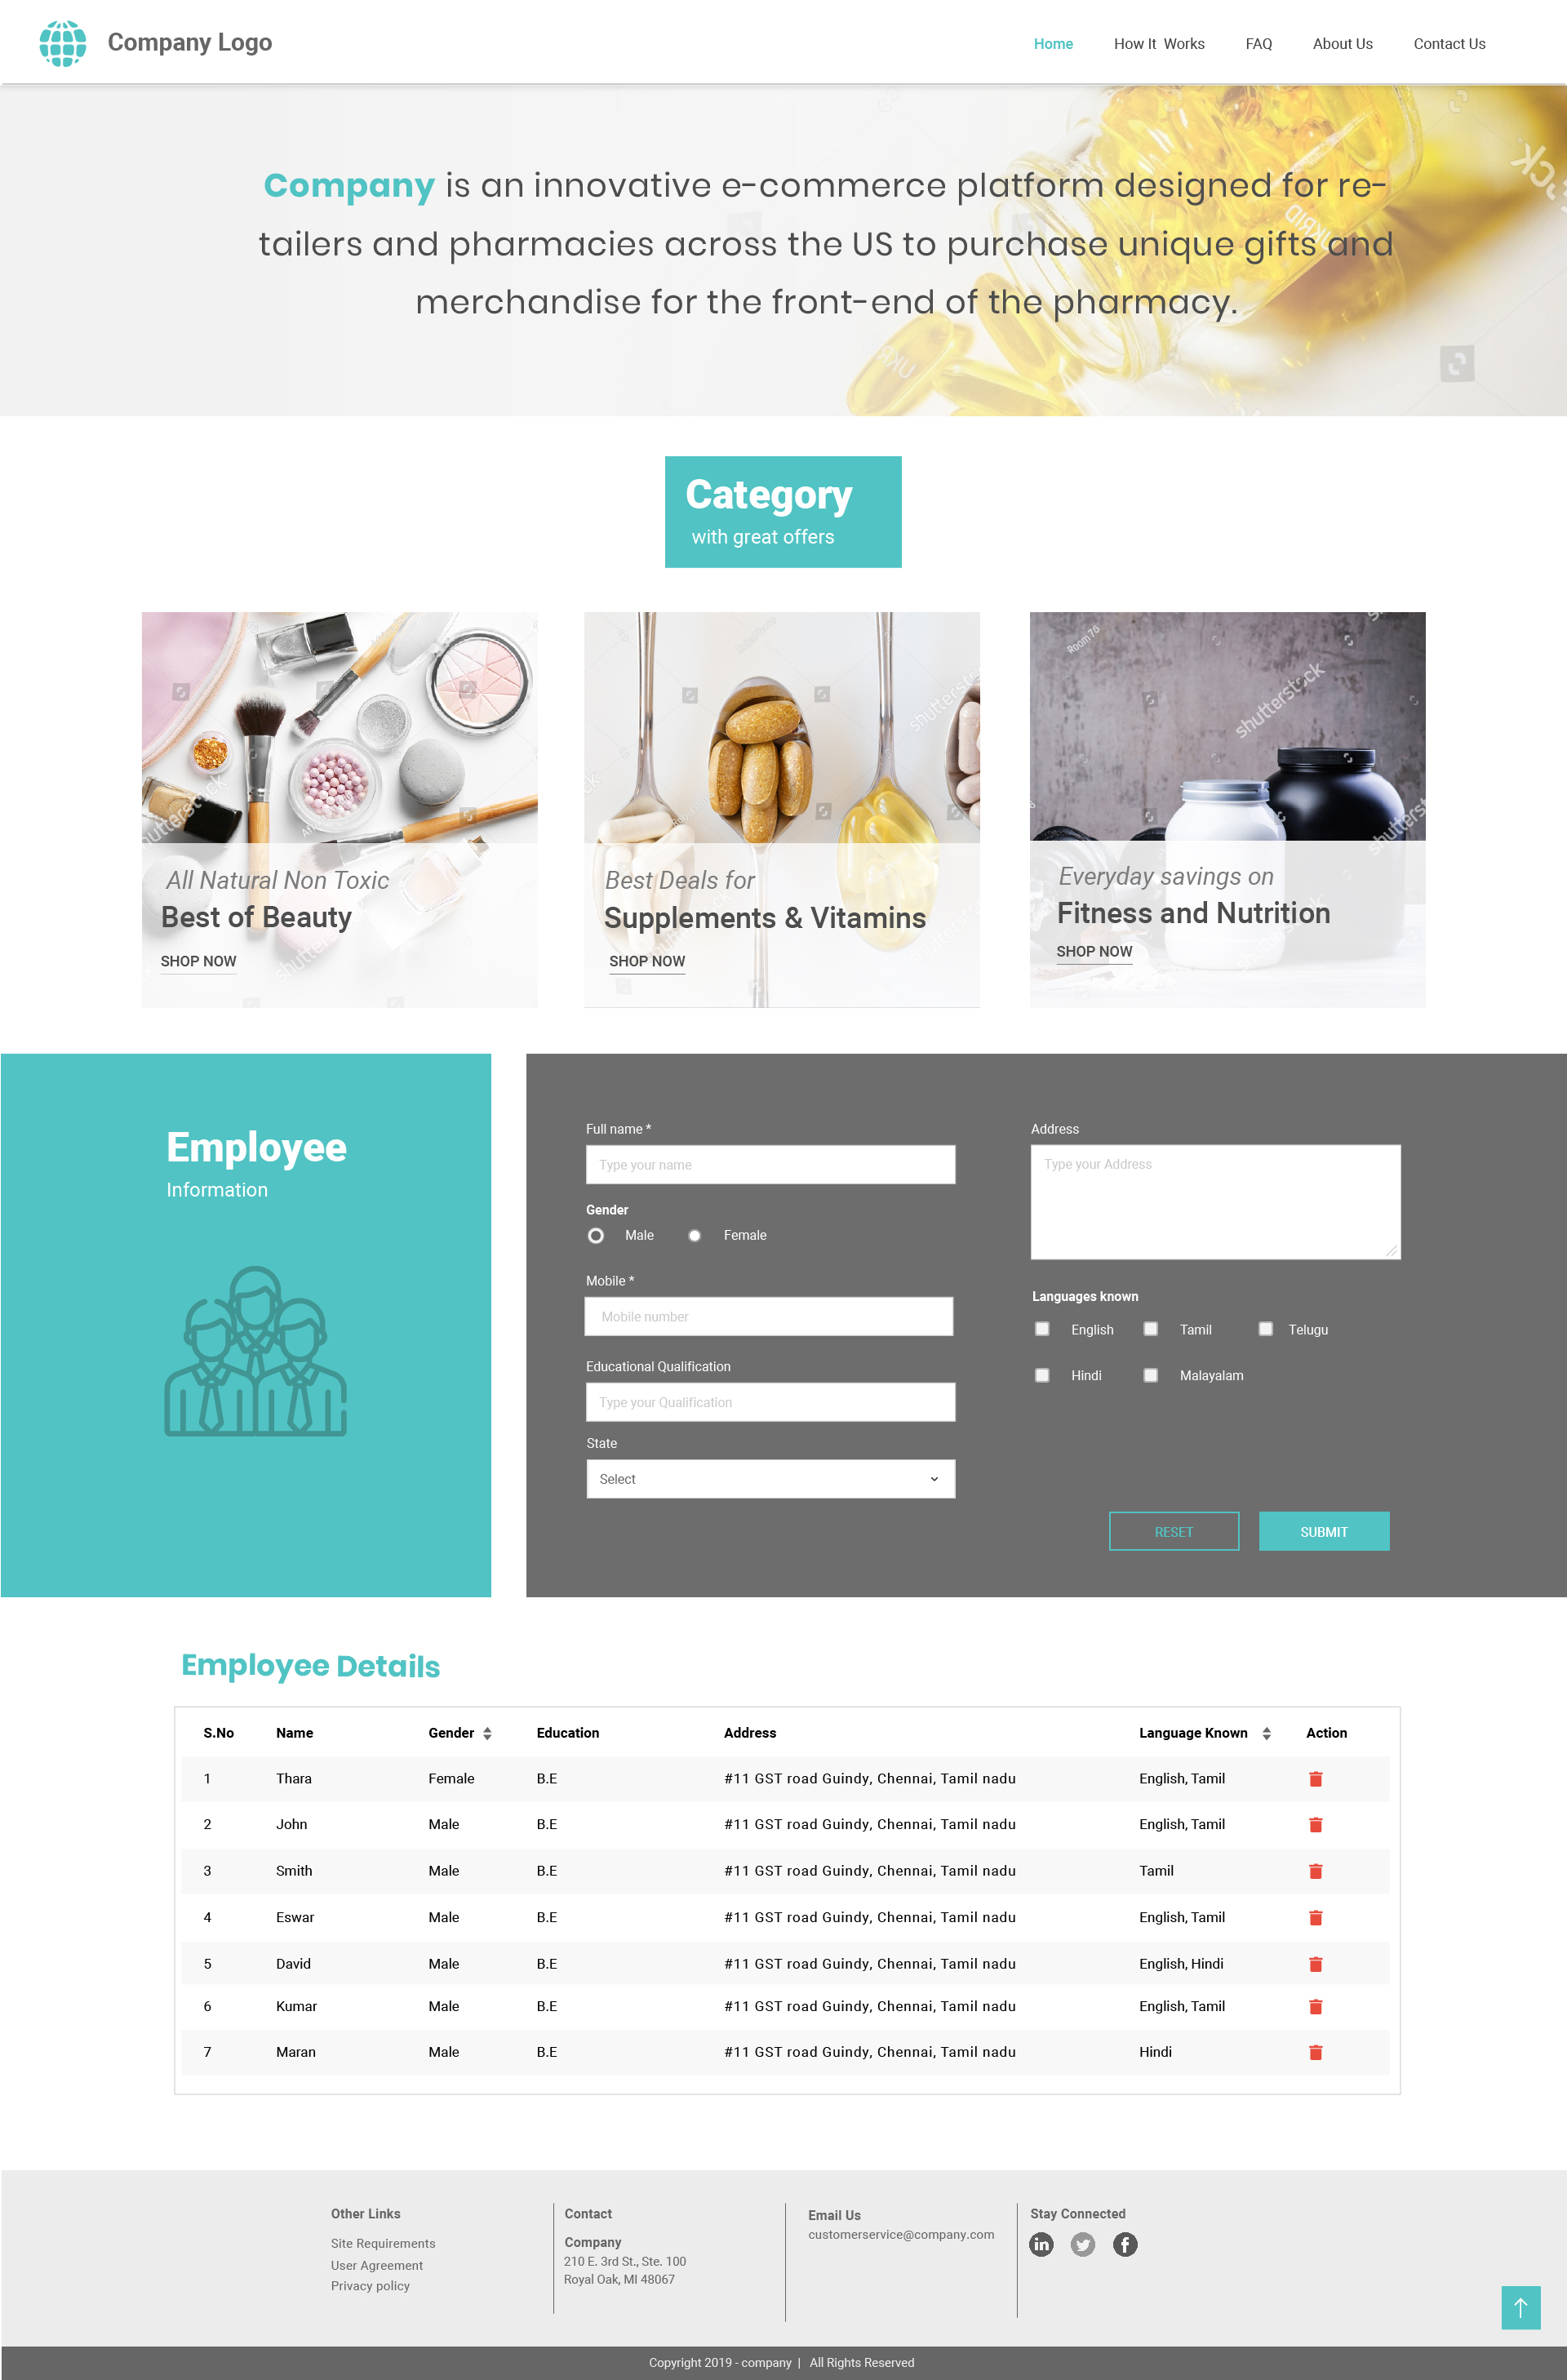 Company Logo
Home
How It Works
FAQ
About Us
Contact Us
Company is an innovative e-commerce platform designed for re-
tailers and pharmacies across the US to purchase unique gifts and
merchandise for the front-end of the pharmacy.
Category
with great offers
All Natural Non Toxic
Best of Beauty
SHOP NOW
Best Deals for
Supplements & Vitamins
SHOP NOW
Room 76
shutterstock
Everyday savings on
Fitness and Nutrition
SHOP NOW
Employee
Information
Full name *
Type your name
Gender
Male
Female
Mobile *
Mobile number
Educational Qualification
Type your Qualification
State
Select
Address
Type your Address
Languages known
English
Tamil
Telugu
Hindi
Malayalam
RESET
SUBMIT
Employee Details
S.No Name Gender Education Address Language Known Action
1 Thara Female B.E #11 GST road Guindy, Chennai, Tamil nadu English, Tamil
2 John Male B.E #11 GST road Guindy, Chennai, Tamil nadu English, Tamil
3 Smith Male B.E #11 GST road Guindy, Chennai, Tamil nadu Tamil
4 Eswar Male B.E #11 GST road Guindy, Chennai, Tamil nadu English, Tamil
5 David Male B.E #11 GST road Guindy, Chennai, Tamil nadu English, Hindi
6 Kumar Male B.E #11 GST road Guindy, Chennai, Tamil nadu English, Tamil
7 Maran Male B.E #11 GST road Guindy, Chennai, Tamil nadu Hindi
Other Links
Site Requirements
User Agreement
Privacy policy
Contact
Company
210 E. 3rd St., Ste. 100
Royal Oak, MI 48067
Email Us
customerservice@company.com
Stay Connected
Copyright 2019 - company | All Rights Reserved